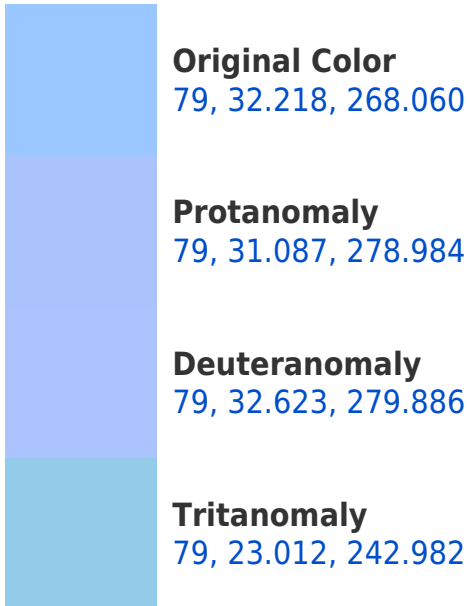 Original Color
79, 32.218, 268.060
Protanomaly
79, 31.087, 278.984
Deuteranomaly
79, 32.623, 279.886
Tritanomaly
79, 23.012, 242.982